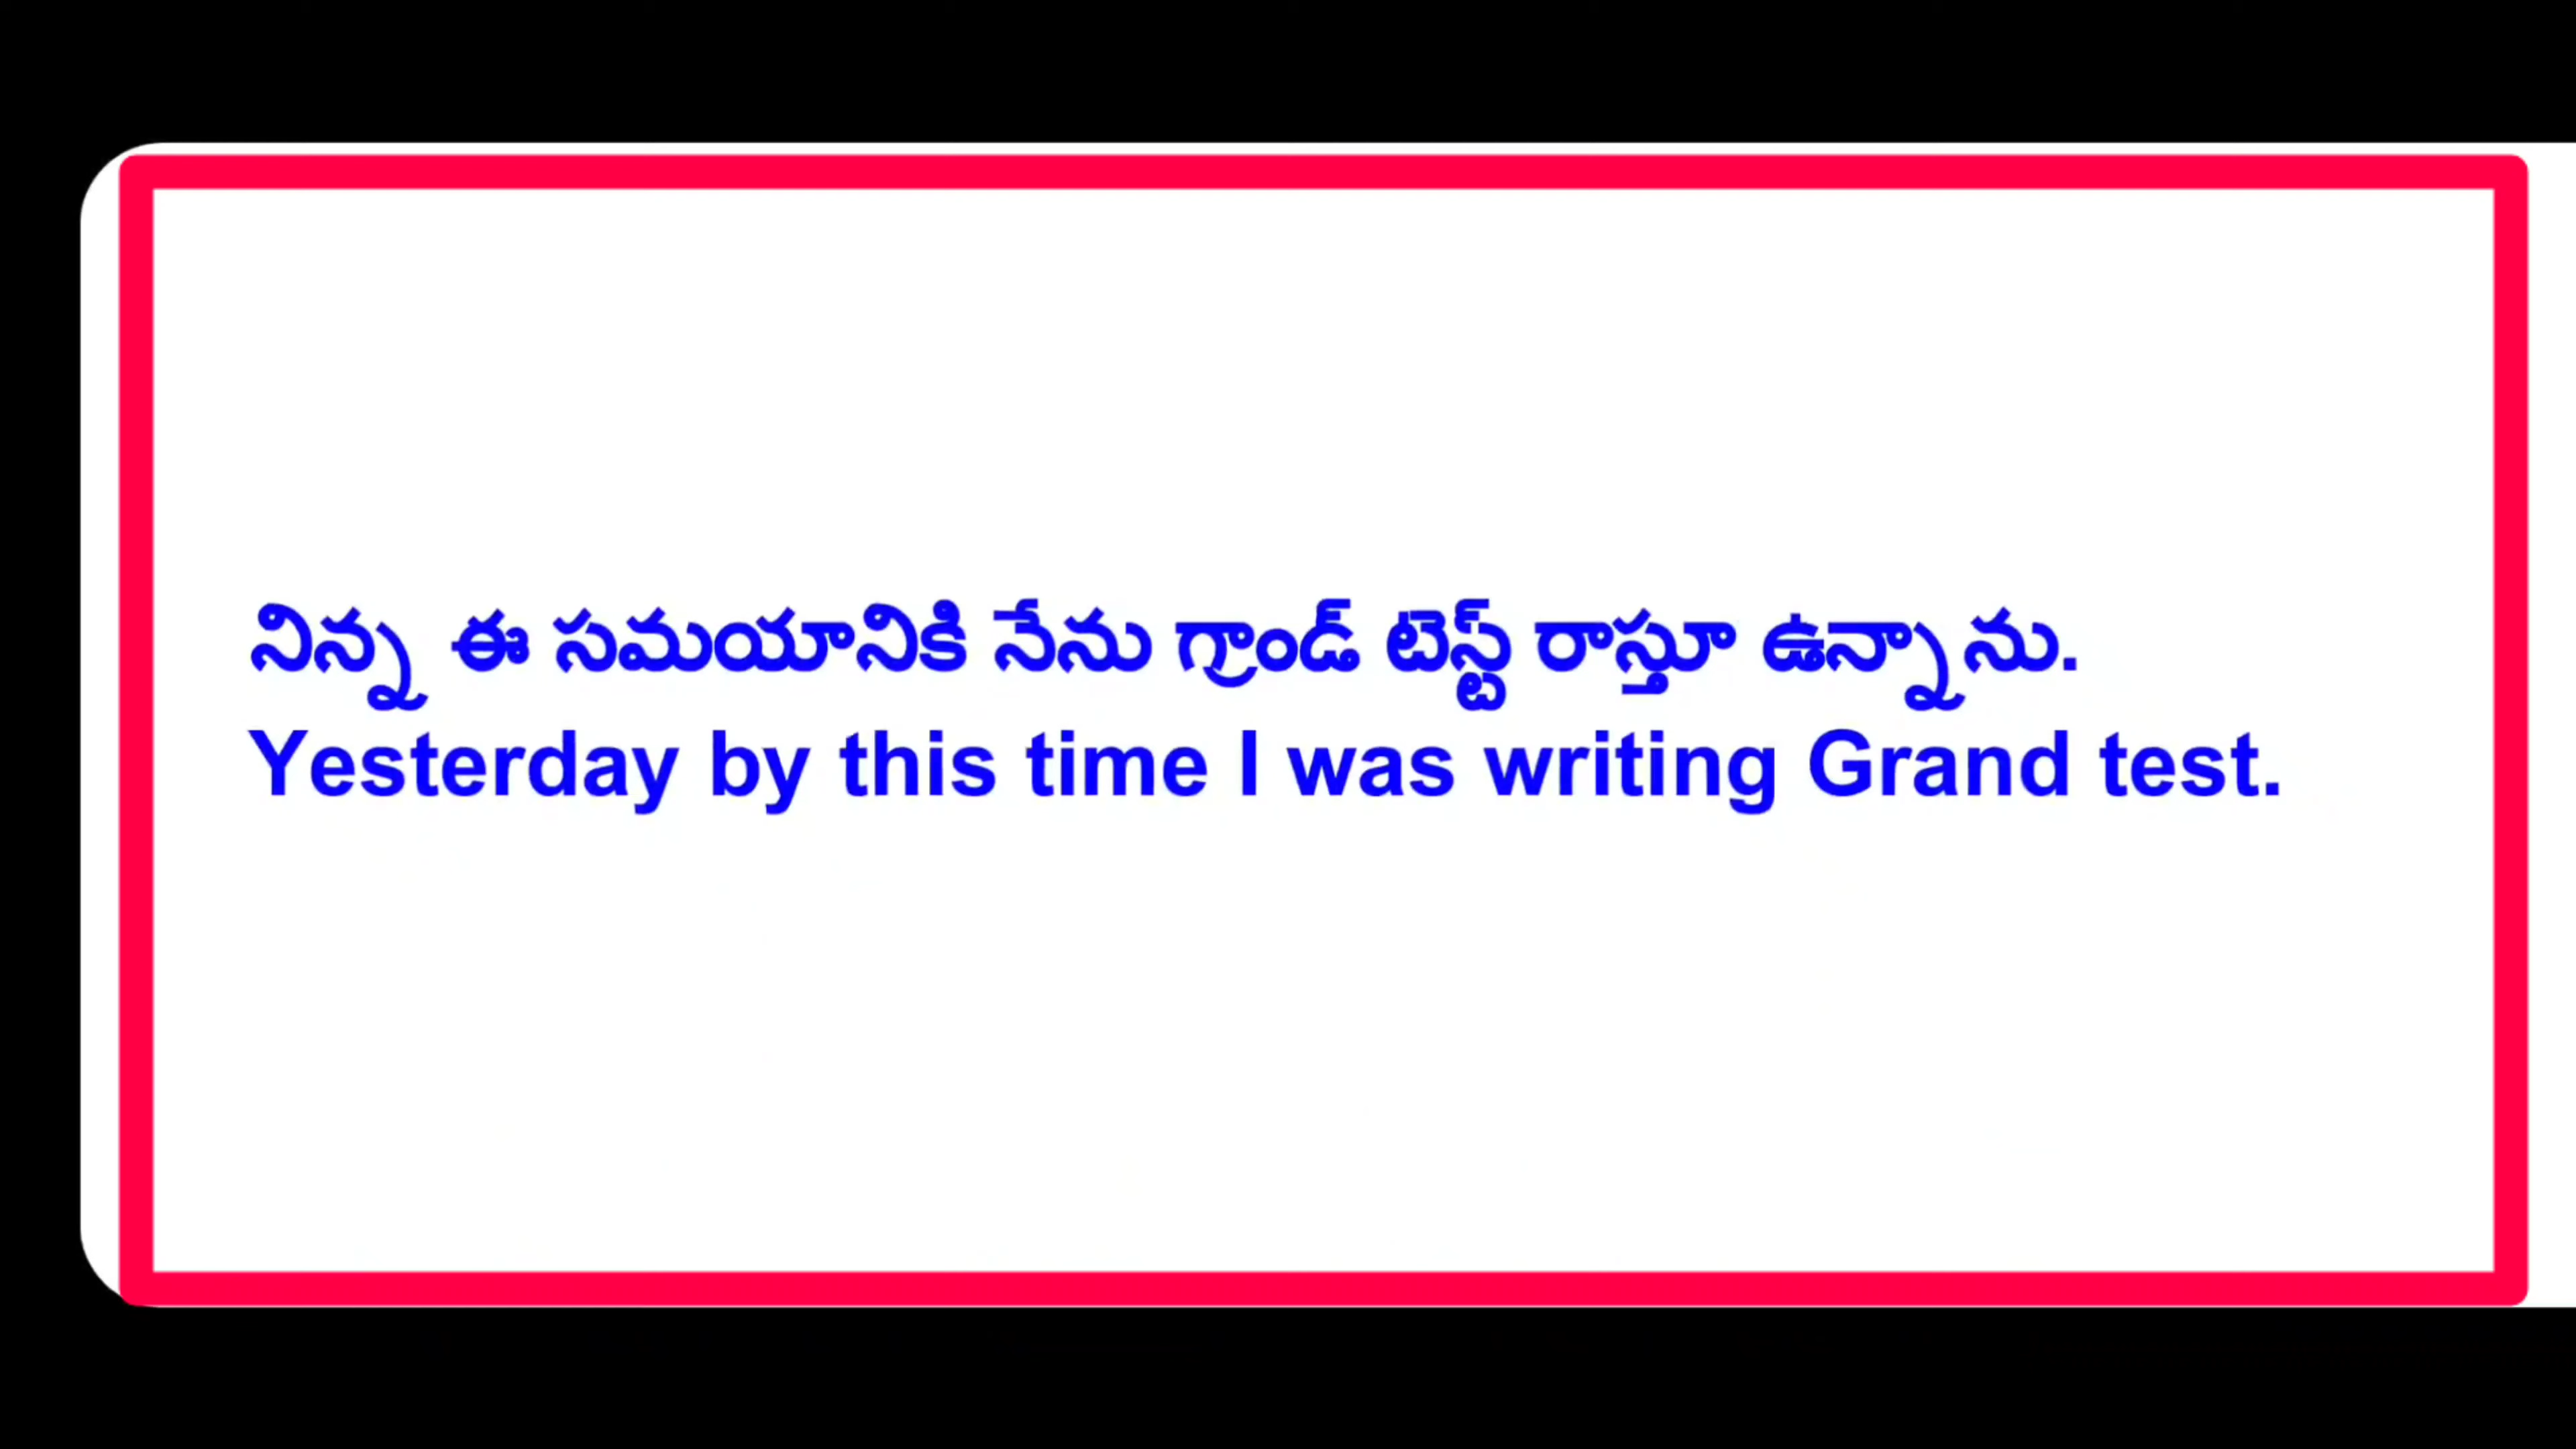 నిన్న ఈ సమయానికి నేను గ్రాండ్ టెస్ట్ రాస్తూ ఉన్నాను.
Yesterday by this time I was writing Grand test.